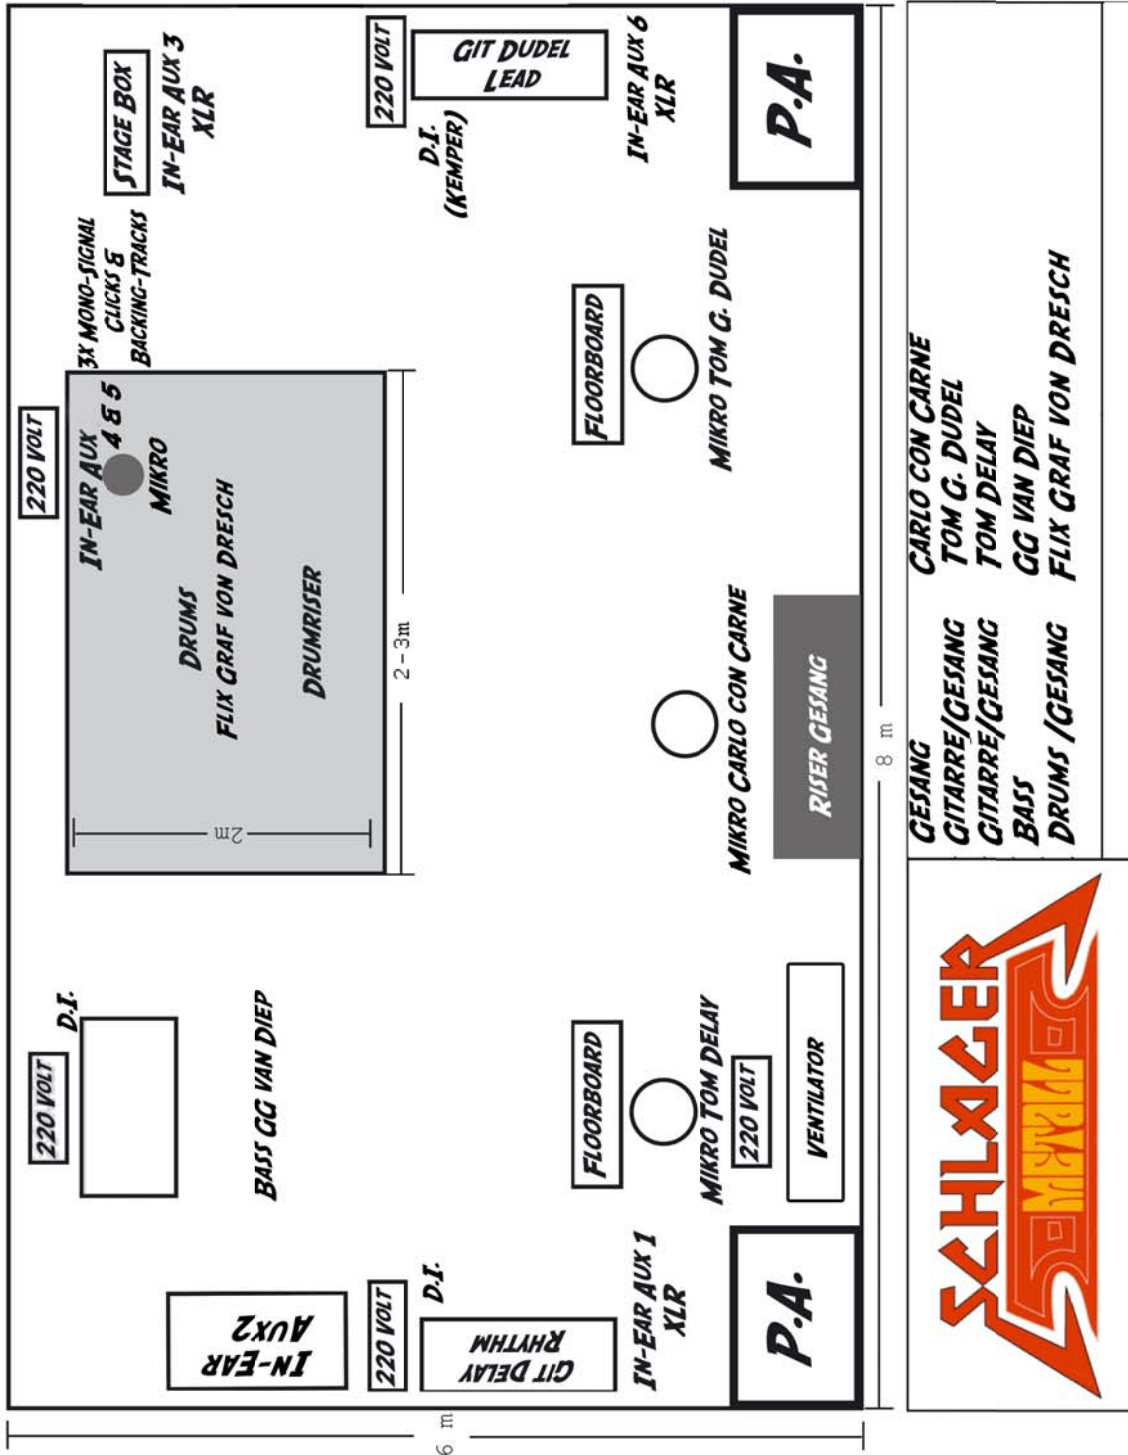 220 VOLT
D.I.
BASS GG VAN DIEP
IN-EAR
AUX2
220 VOLT
D.I.
GIT DELAY
RHYTHM
IN-EAR AUX 1
XLR
P.A.
FLOORBOARD
MIKRO TOM DELAY
220 VOLT
VENTILATOR
220 VOLT
IN-EAR AUX
4 & 5
MIKRO
DRUMS
FLIX GRAF VON DRESCH
DRUMRISER
2m
2-3m
3X MONO-SIGNAL
CLICKS &
BACKING-TRACKS
STAGE BOX
IN-EAR AUX 3
XLR
220 VOLT
GIT DUDEL
LEAD
D.I.
(KEMPER)
IN-EAR AUX 6
XLR
FLOORBOARD
MIKRO TOM G. DUDEL
MIKRO CARLO CON CARNE
RISER GESANG
P.A.
6 m
8 m
SCHLAGER
METALL
GESANG CARLO CON CARNE
GITARRE/GESANG TOM G. DUDEL
GITARRE/GESANG TOM DELAY
BASS GG VAN DIEP
DRUMS /GESANG FLIX GRAF VON DRESCH